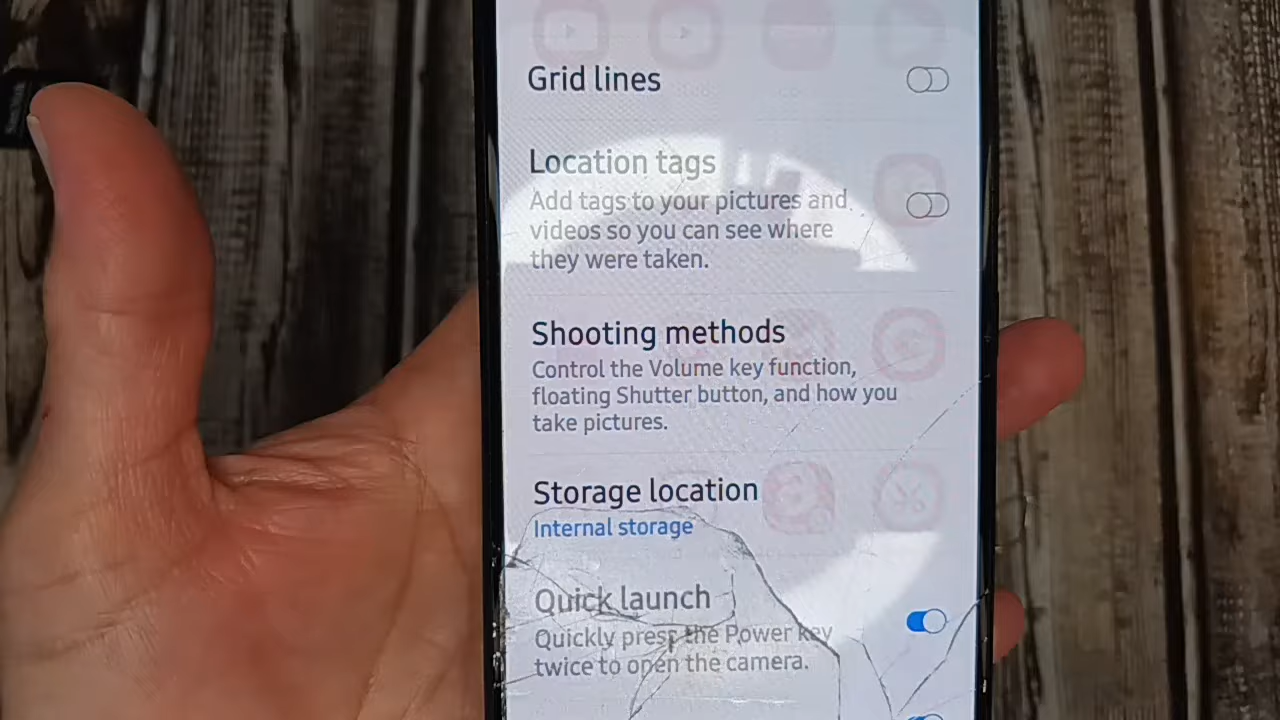 Grid lines
Location tags
Add tags to your pictures and
videos so you can see where
they were taken.
Shooting methods
Control the Volume key function,
floating Shutter button, and how you
take pictures.
Storage location
Internal storage
Quick launch
Quickly press the Power key
twice to open the camera.